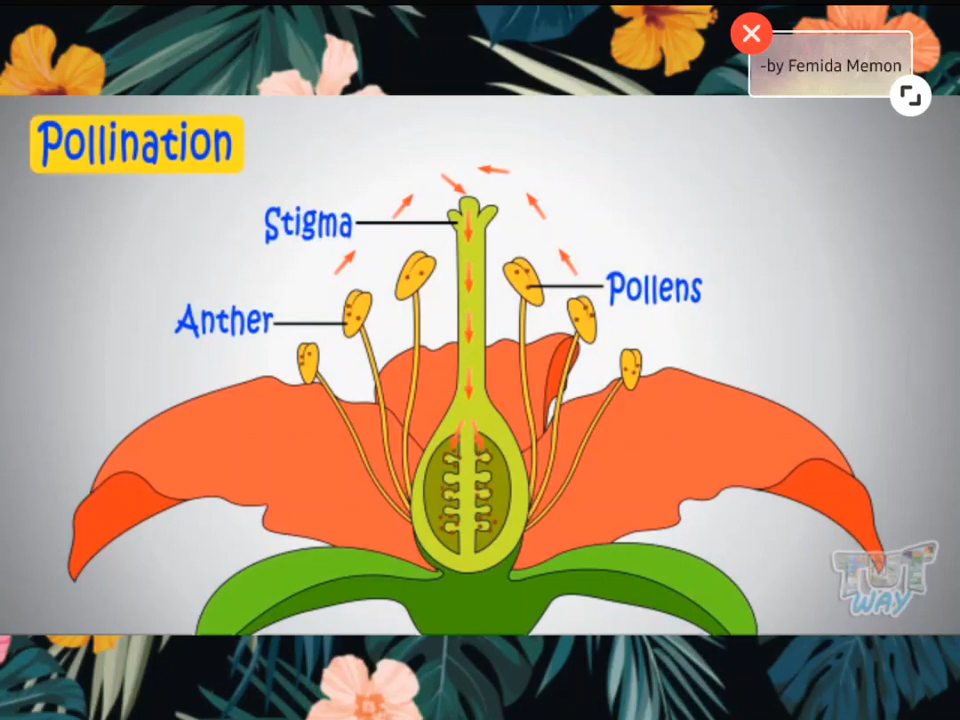 -by Femida Memon
Pollination
Stigma
Pollens
Anther
TUT
WAY